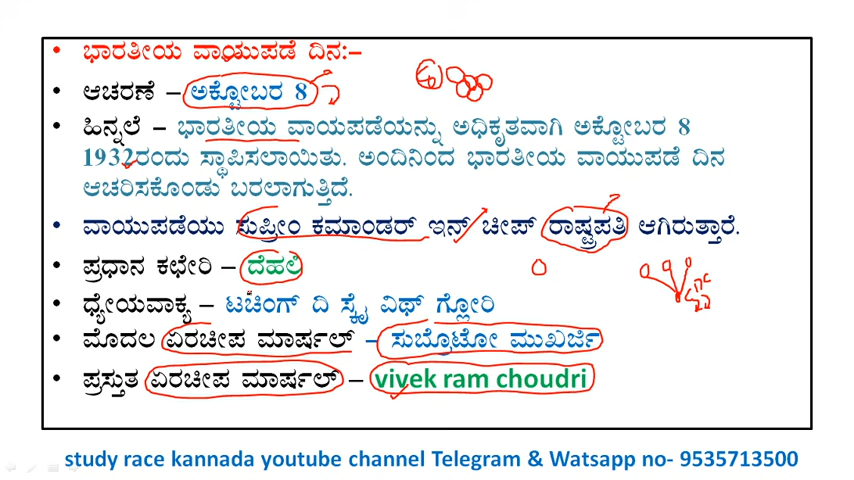 ಭಾರತೀಯ ವಾಯುಪಡೆ ದಿನ:–
ಆಚರಣೆ – ಅಕ್ಟೋಬರ 8
ಹಿನ್ನಲೆ – ಭಾರತೀಯ ವಾಯಪಡೆಯನ್ನು ಅಧಿಕೃತವಾಗಿ ಅಕ್ಟೋಬರ 8
1932ರಂದು ಸ್ಥಾಪಿಸಲಾಯಿತು. ಅಂದಿನಿಂದ ಭಾರತೀಯ ವಾಯುಪಡೆ ದಿನ
ಆಚರಿಸಕೊಂಡು ಬರಲಾಗುತ್ತಿದೆ.
ವಾಯುಪಡೆಯು ಸುಪ್ರೀಂ ಕಮಾಂಡರ್ ಇನ್ ಚೀಪ್ ರಾಷ್ಟ್ರಪತಿ ಆಗಿರುತ್ತಾರೆ.
ಪ್ರಧಾನ ಕಛೇರಿ – ದೆಹಲಿ
ಧ್ಯೇಯವಾಕ್ಯ – ಟಚಿಂಗ್ ದಿ ಸ್ಕೈ ವಿಥ್ ಗ್ಲೋರಿ
ಮೊದಲ ಏರಚೀಪ ಮಾರ್ಷಲ್ – ಸುಬ್ರೊಟೋ ಮುಖರ್ಜಿ
ಪ್ರಸ್ತುತ ಏರಚೀಪ ಮಾರ್ಷಲ್ – vivek ram choudri
study race kannada youtube channel Telegram & Watsapp no- 9535713500